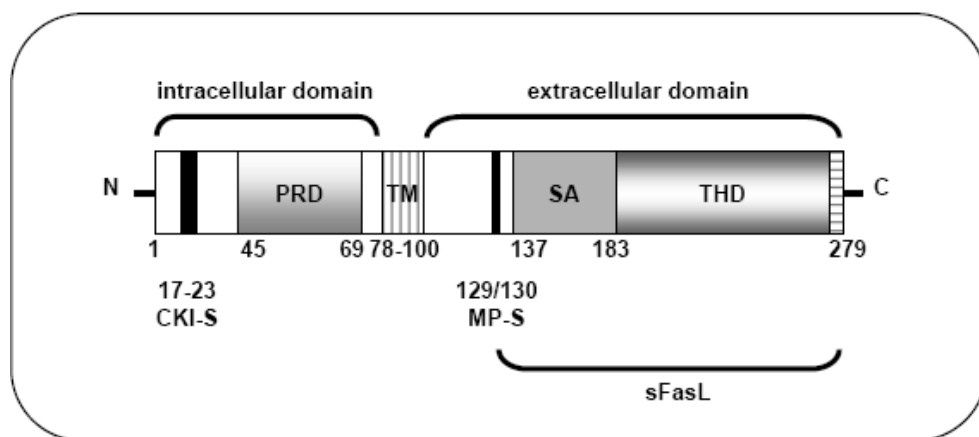 intracellular domain extracellular domain
N PRD TM SA THD C
1 45 69 78-100 137 183 279
17-23 129/130
CKI-S MP-S
sFasL